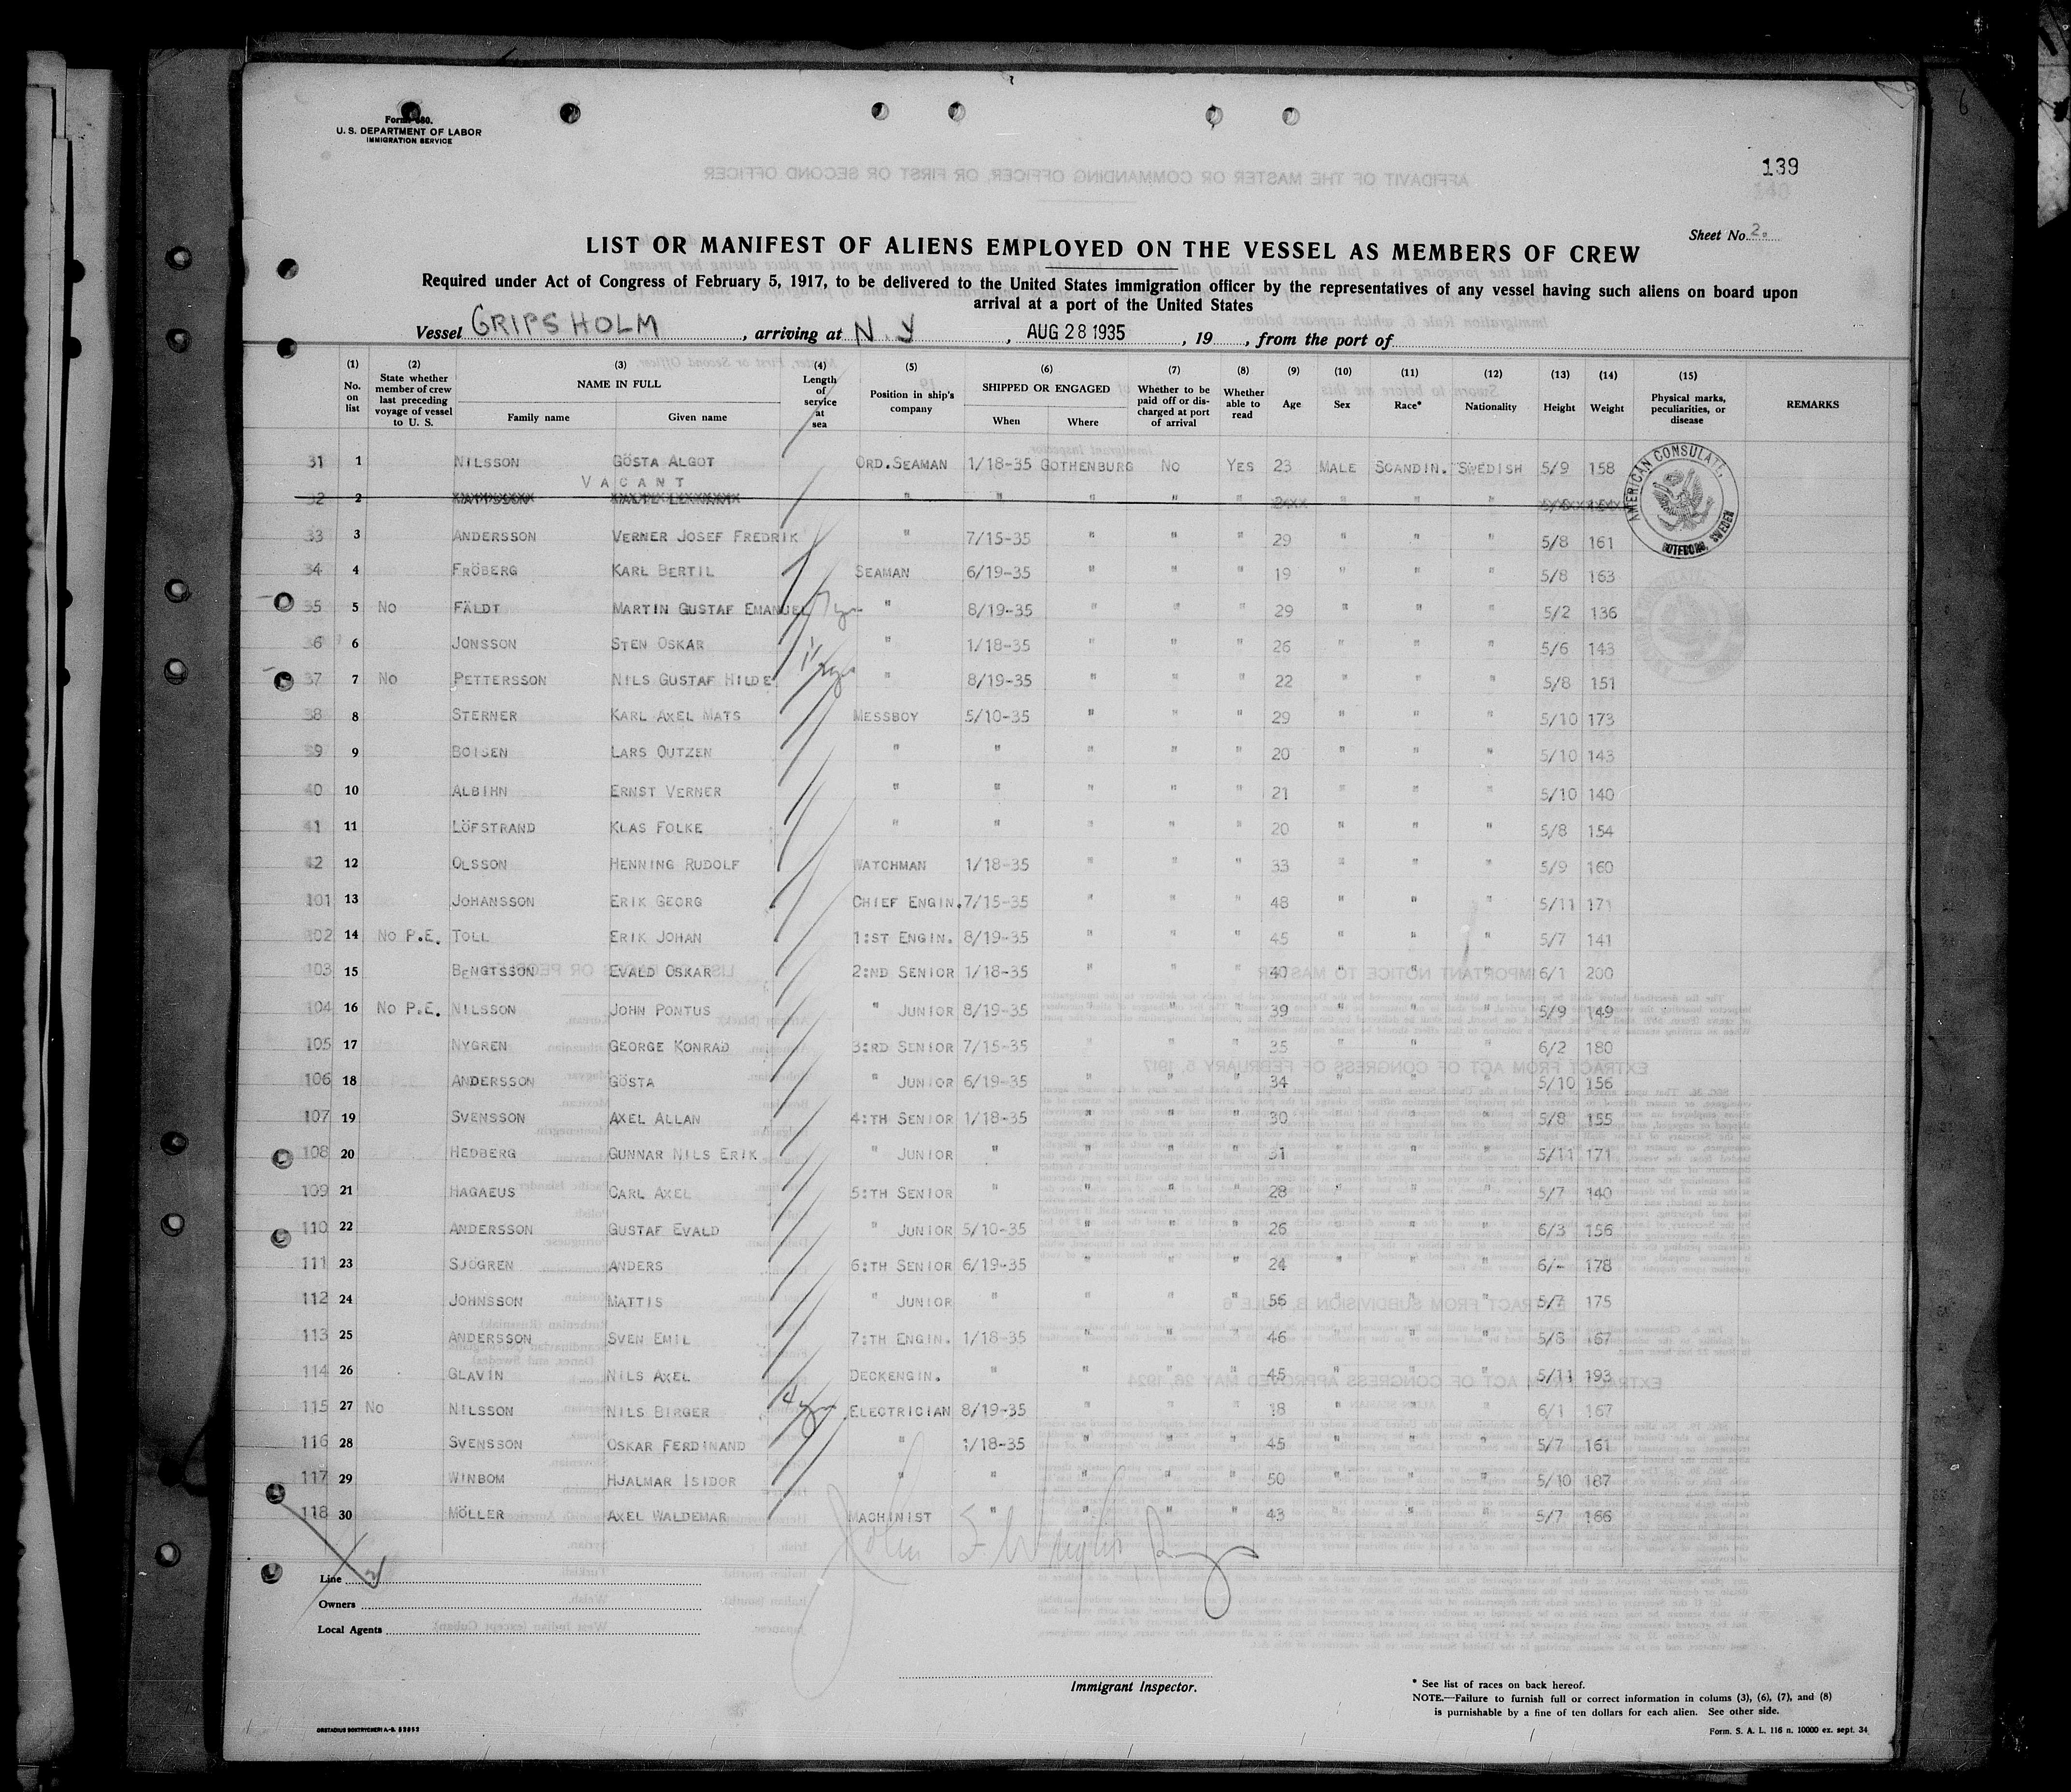 Form 680.
U. S. DEPARTMENT OF LABOR
IMMIGRATION SERVICE
139
Sheet No. 2.
LIST OR MANIFEST OF ALIENS EMPLOYED ON THE VESSEL AS MEMBERS OF CREW
Required under Act of Congress of February 5, 1917, to be delivered to the United States immigration officer by the representatives of any vessel having such aliens on board upon
arrival at a port of the United States
Vessel GRIPSHOLM, arriving at N. Y, AUG 28 1935, 19, from the port of
(1) No. on list (2) State whether member of crew last preceding voyage of vessel to U. S. (3) NAME IN FULL Family name Given name (4) Length of service at sea (5) Position in ship's company (6) SHIPPED OR ENGAGED When Where (7) Whether to be paid off or discharged at port of arrival (8) Whether able to read (9) Age (10) Sex (11) Race* (12) Nationality (13) Height (14) Weight (15) Physical marks, peculiarities, or disease REMARKS
31 1 NILSSON GÖSTA ALGOT ORD.SEAMAN 1/18-35 GOTHENBURG NO YES 23 MALE SCANDIN. SWEDISH 5/9 158
VACANT
32 2 " " " " " " " "
33 3 ANDERSSON VERNER JOSEF FREDRIK " 7/15-35 " " " 29 " " " 5/8 161
34 4 FRÖBERG KARL BERTIL SEAMAN 6/19-35 " " " 19 " " " 5/8 163
35 5 NO FÄLDT MARTIN GUSTAF EMANUEL 7 yrs " 8/19-35 " " " 29 " " " 5/2 136
36 6 JONSSON STEN OSKAR " 1/18-35 " " " 26 " " " 5/6 143
37 7 NO PETTERSSON NILS GUSTAF HILDE " 8/19-35 " " " 22 " " " 5/8 151
38 8 STERNER KARL AXEL MATS MESSBOY 5/10-35 " " " 29 " " " 5/10 173
39 9 BOISEN LARS OUTZEN " " " " " 20 " " " 5/10 143
40 10 ALBIHN ERNST VERNER " " " " " 21 " " " 5/10 140
41 11 LÖFSTRAND KLAS FOLKE " " " " " 20 " " " 5/8 154
42 12 OLSSON HENNING RUDOLF WATCHMAN 1/18-35 " " " 33 " " " 5/9 160
101 13 JOHANSSON ERIK GEORG CHIEF ENGIN. 7/15-35 " " " 48 " " " 5/11 171
102 14 NO P.E. TOLL ERIK JOHAN 1:ST ENGIN. 8/19-35 " " " 45 " " " 5/7 141
103 15 BENGTSSON EVALD OSKAR 2:ND SENIOR 1/18-35 " " " 40 " " " 6/1 200
104 16 NO P.E. NILSSON JOHN PONTUS " JUNIOR 8/19-35 " " " 39 " " " 5/9 149
105 17 NYGREN GEORGE KONRAD 3:RD SENIOR 7/15-35 " " " 35 " " " 6/2 180
106 18 ANDERSSON GÖSTA " JUNIOR 6/19-35 " " " 34 " " " 5/10 156
107 19 SVENSSON AXEL ALLAN 4:TH SENIOR 1/18-35 " " " 30 " " " 5/8 155
108 20 HEDBERG GUNNAR NILS ERIK " JUNIOR " " " " 31 " " " 5/11 171
109 21 HAGAEUS CARL AXEL 5:TH SENIOR " " " " 28 " " " 5/7 140
110 22 ANDERSSON GUSTAF EVALD " JUNIOR 5/10-35 " " " 26 " " " 6/3 156
111 23 SJÖGREN ANDERS 6:TH SENIOR 6/19-35 " " " 24 " " " 6/- 178
112 24 JOHNSSON MATTIS " JUNIOR " " " " 56 " " " 5/7 175
113 25 ANDERSSON SVEN EMIL 7:TH ENGIN. 1/18-35 " " " 46 " " " 5/8 167
114 26 GLAVIN NILS AXEL DECKENGIN. " " " " 45 " " " 5/11 193
115 27 NO NILSSON NILS BIRGER 4 yrs ELECTRICIAN 8/19-35 " " " 18 " " " 6/1 167
116 28 SVENSSON OSKAR FERDINAND " 1/18-35 " " " 45 " " " 5/7 161
117 29 WINBOM HJALMAR ISIDOR " " " " " 50 " " " 5/10 187
118 30 MÖLLER AXEL WALDEMAR MACHINIST " " " " 43 " " " 5/7 166
AMERICAN CONSULATE, GOTEBORG, SWEDEN
Line
Owners
Local Agents
Immigrant Inspector.
* See list of races on back hereof.
NOTE.—Failure to furnish full or correct information in colums (3), (6), (7), and (8)
is punishable by a fine of ten dollars for each alien. See other side.
Form. S. A. L. 116 n. 10000 ex. sept. 34